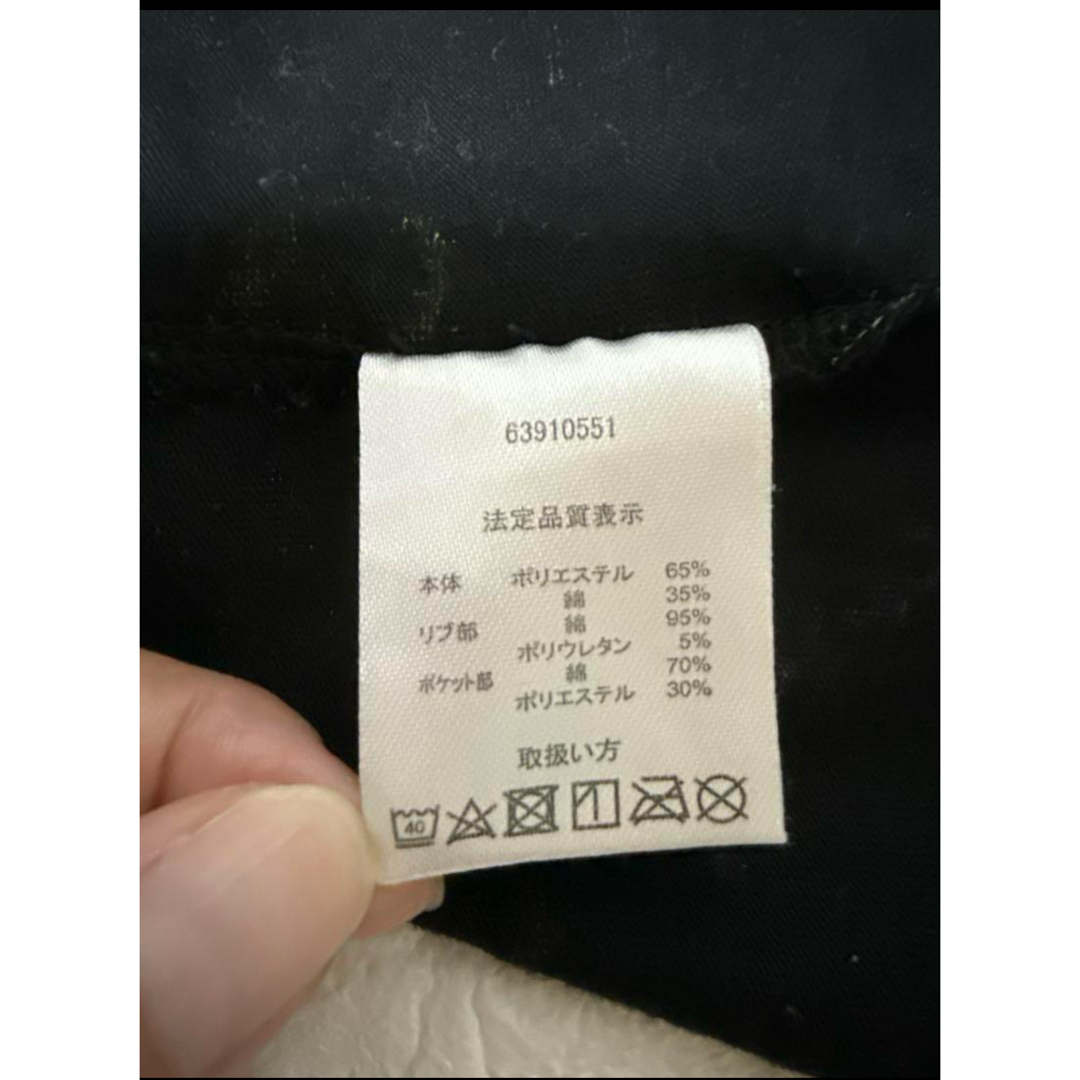 63910551
法定品質表示
本体 ポリエステル 65%
綿 35%
リブ部 綿 95%
ポリウレタン 5%
ポケット部 綿 70%
ポリエステル 30%
取扱い方
40